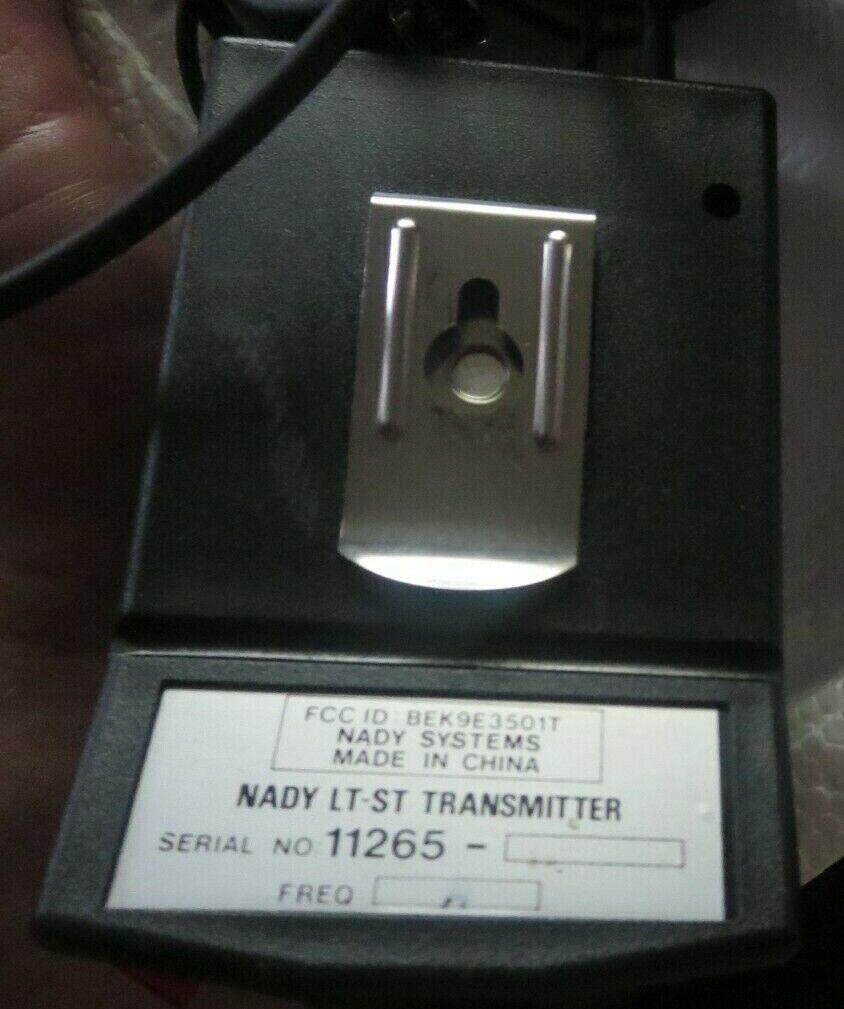 FCC ID: BEK9E3501T
NADY SYSTEMS
MADE IN CHINA
NADY LT-ST TRANSMITTER
SERIAL NO 11265 -
FREQ